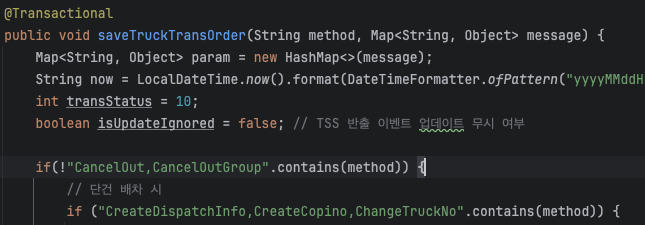 @Transactional
public void saveTruckTransOrder(String method, Map<String, Object> message) {
Map<String, Object> param = new HashMap<>(message);
String now = LocalDateTime.now().format(DateTimeFormatter.ofPattern("yyyyMMddH
int transStatus = 10;
boolean isUpdateIgnored = false; // TSS 반출 이벤트 업데이트 무시 여부
if(!"CancelOut,CancelOutGroup".contains(method)) {
// 단건 배차 시
if ("CreateDispatchInfo,CreateCopino,ChangeTruckNo".contains(method)) {